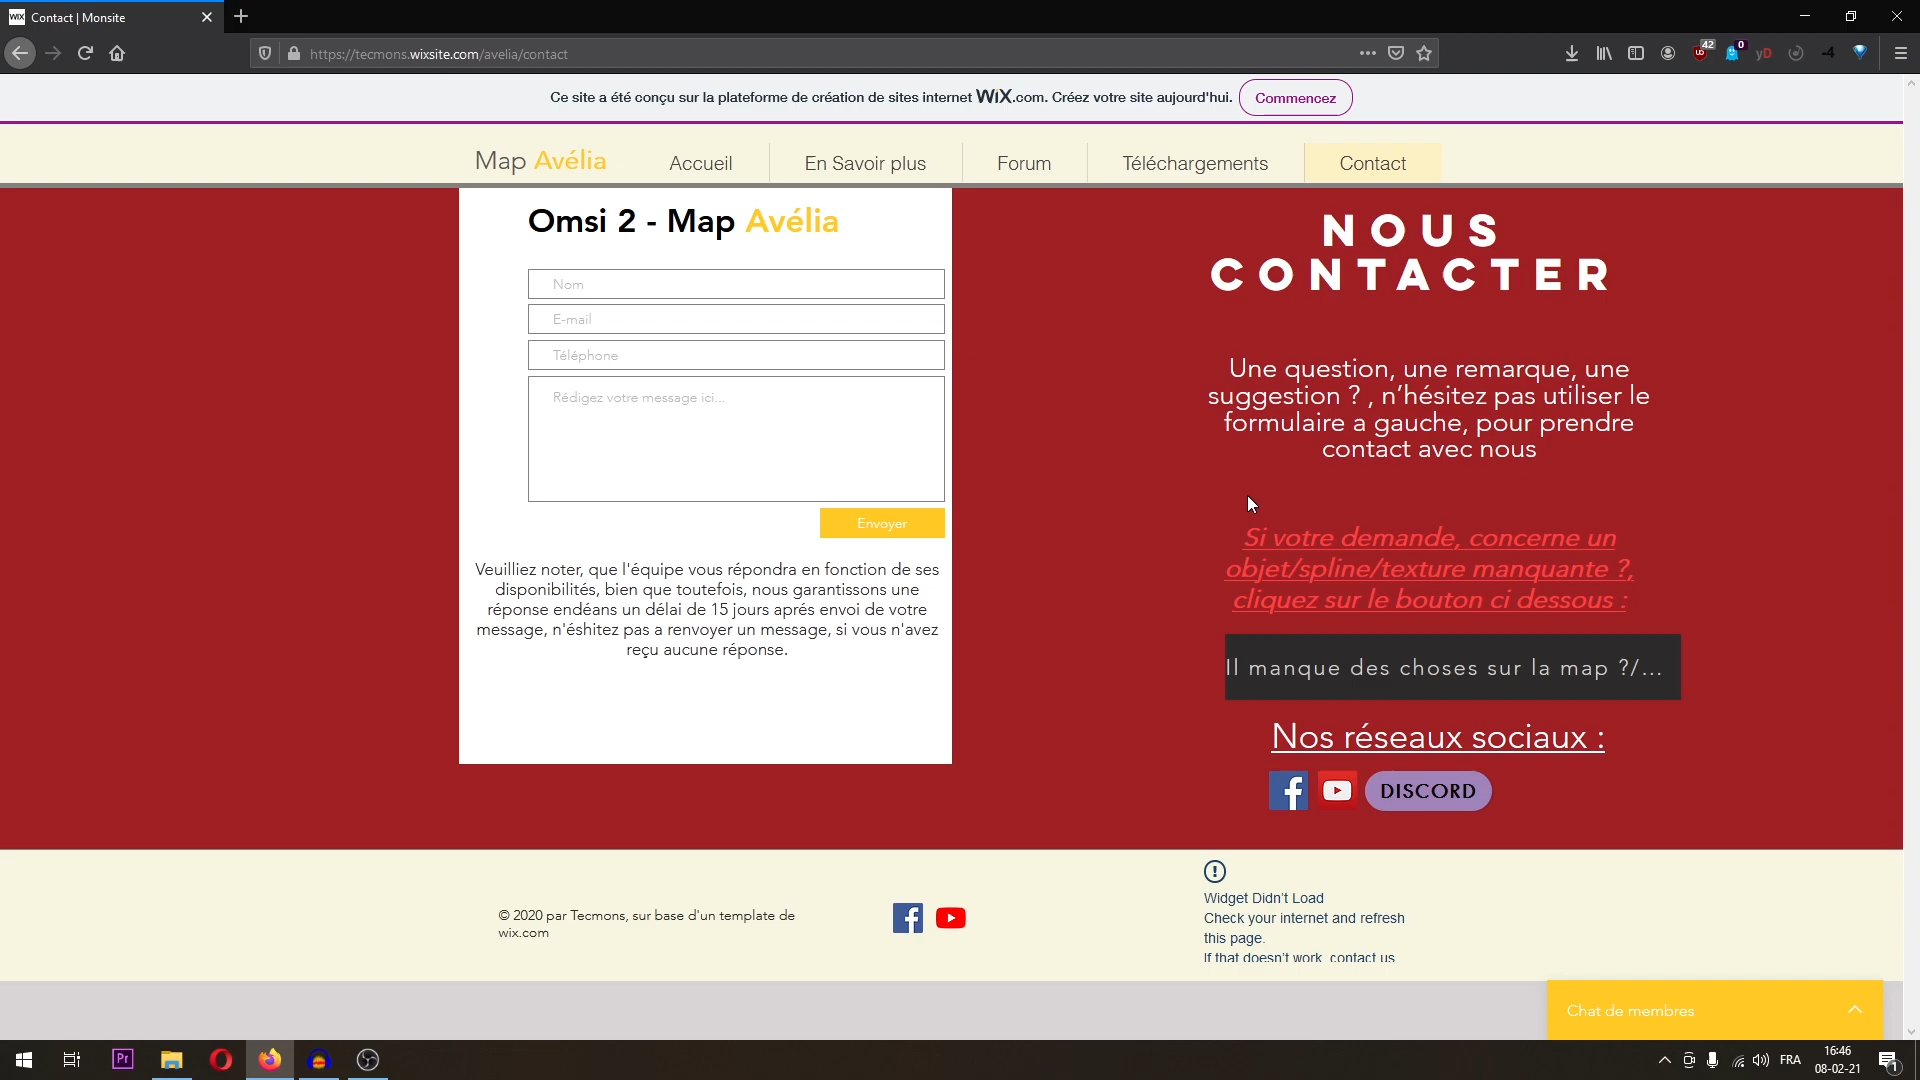 Contact | Monsite
https://tecmons.wixsite.com/avelia/contact
42
0
yD
-4
Ce site a été conçu sur la plateforme de création de sites internet WiX.com. Créez votre site aujourd'hui.
Commencez
Map Avélia
Accueil
En Savoir plus
Forum
Téléchargements
Contact
Omsi 2 - Map Avélia
Nom
E-mail
Téléphone
Rédigez votre message ici...
Envoyer
Veuilliez noter, que l'équipe vous répondra en fonction de ses
disponibilités, bien que toutefois, nous garantissons une
réponse endéans un délai de 15 jours aprés envoi de votre
message, n'éshitez pas a renvoyer un message, si vous n'avez
reçu aucune réponse.
NOUS
CONTACTER
Une question, une remarque, une
suggestion ? , n'hésitez pas utiliser le
formulaire a gauche, pour prendre
contact avec nous
Si votre demande, concerne un
objet/spline/texture manquante ?,
cliquez sur le bouton ci dessous :
Il manque des choses sur la map ?/...
Nos réseaux sociaux :
DISCORD
© 2020 par Tecmons, sur base d'un template de
wix.com
Widget Didn't Load
Check your internet and refresh
this page.
If that doesn't work, contact us
Chat de membres
Pr
FRA
16:46
08-02-21
1